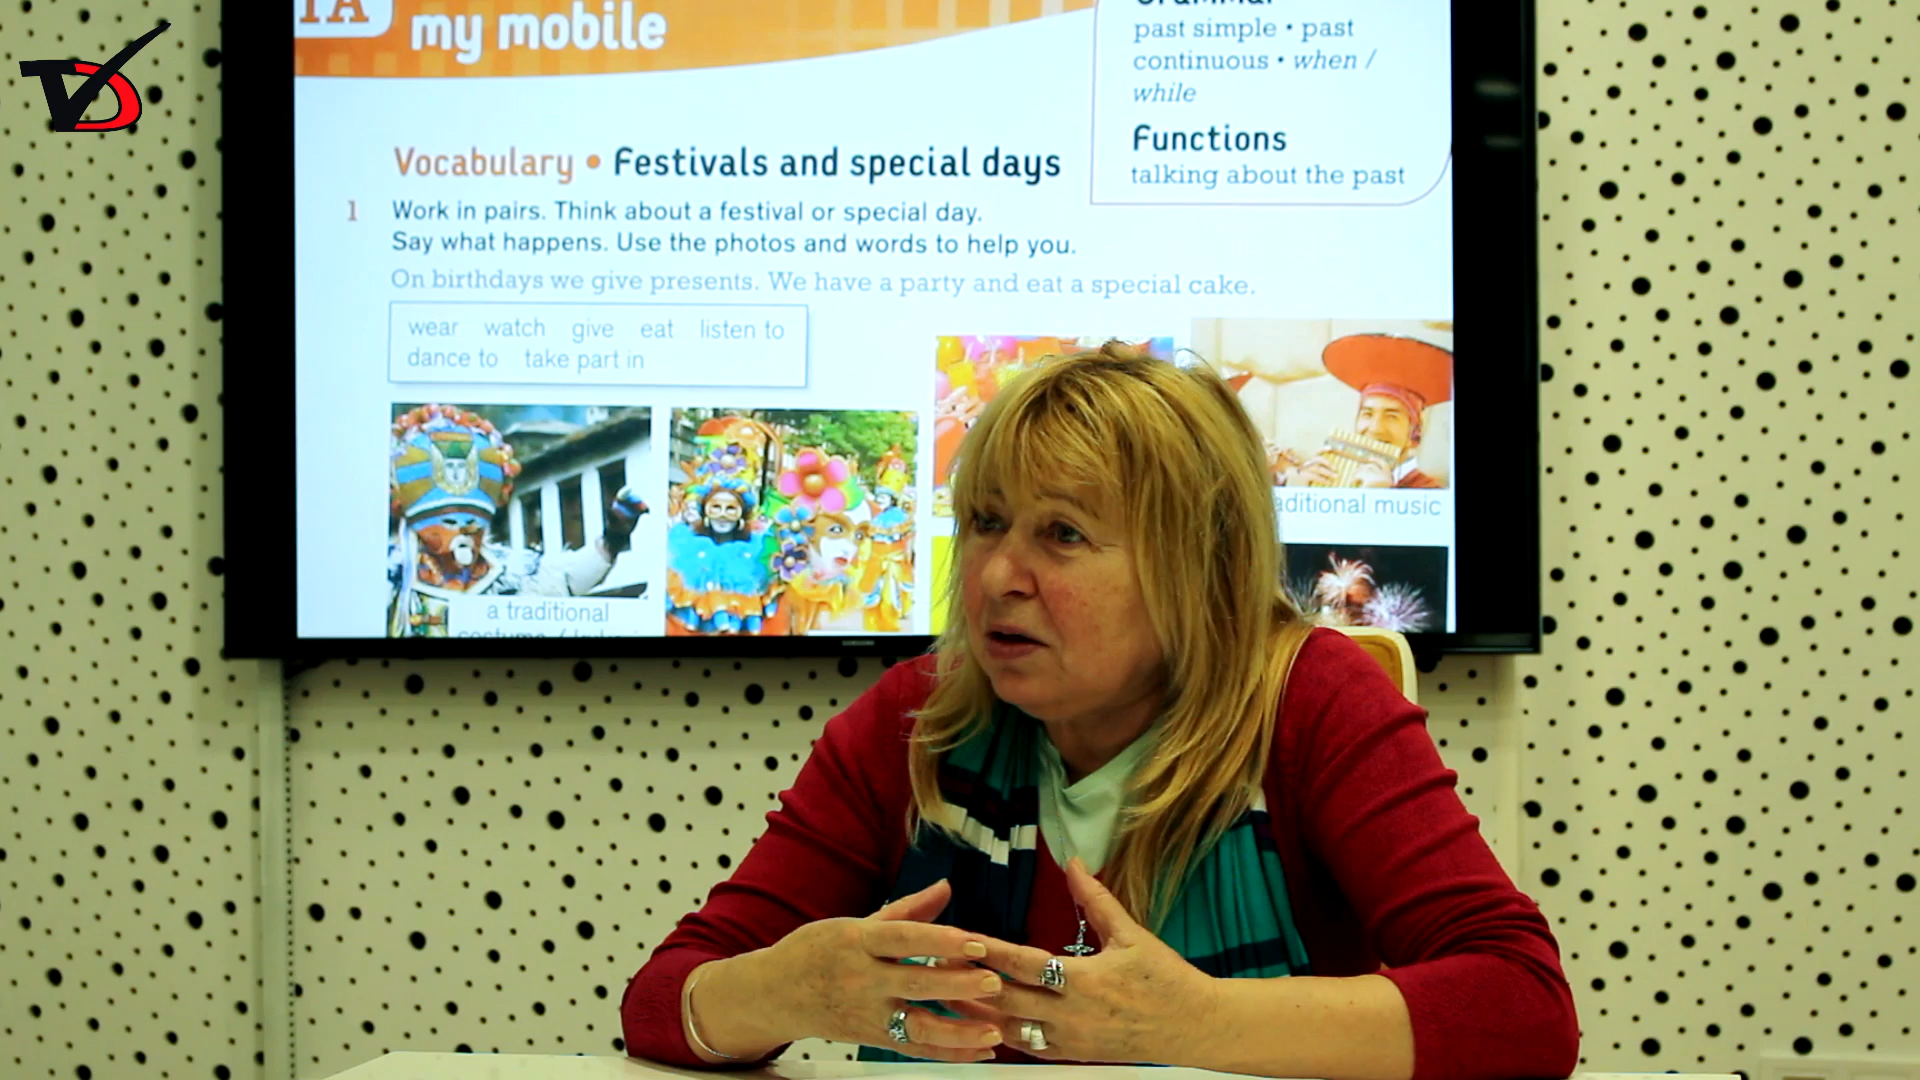 1A
my mobile
Grammar
past simple • past
continuous • when /
while
Functions
talking about the past
Vocabulary • Festivals and special days
1 Work in pairs. Think about a festival or special day.
Say what happens. Use the photos and words to help you.
On birthdays we give presents. We have a party and eat a special cake.
wear watch give eat listen to
dance to take part in
aditional music
a traditional
SAMSUNG